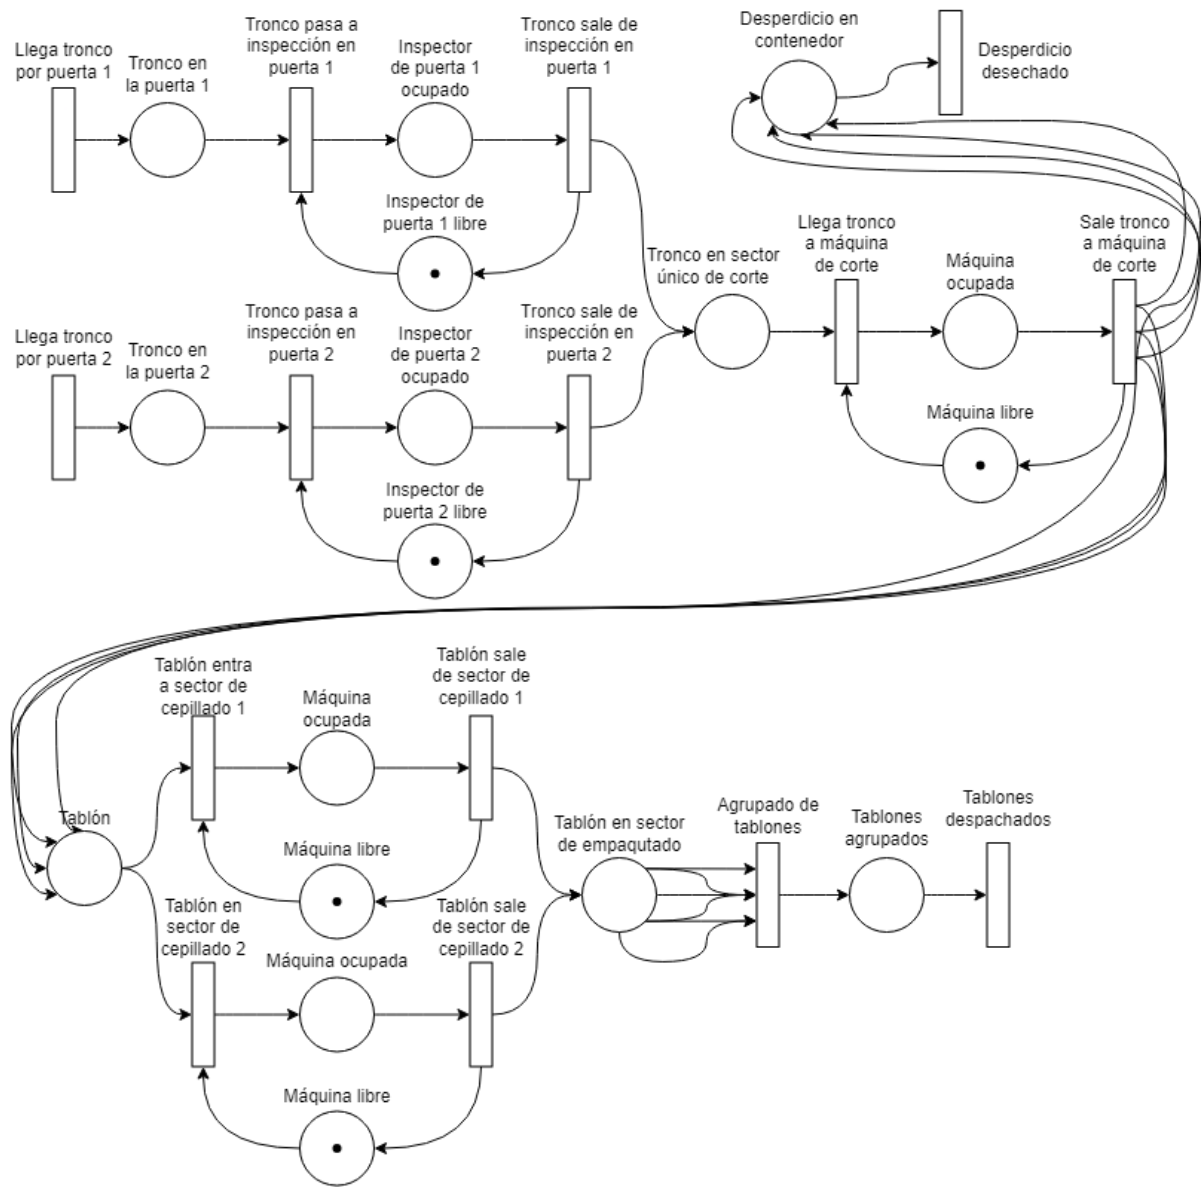 Llega tronco
por puerta 1
Tronco en
la puerta 1
Tronco pasa a
inspección en
puerta 1
Inspector
de puerta 1
ocupado
Tronco sale de
inspección en
puerta 1
Inspector de
puerta 1 libre
Desperdicio en
contenedor
Desperdicio
desechado
Llega tronco
por puerta 2
Tronco en
la puerta 2
Tronco pasa a
inspección en
puerta 2
Inspector
de puerta 2
ocupado
Tronco sale de
inspección en
puerta 2
Inspector de
puerta 2 libre
Tronco en sector
único de corte
Llega tronco
a máquina
de corte
Máquina
ocupada
Sale tronco
a máquina
de corte
Máquina libre
Tablón
Tablón entra
a sector de
cepillado 1
Máquina
ocupada
Tablón sale
de sector de
cepillado 1
Máquina libre
Tablón en
sector de
cepillado 2
Máquina ocupada
Tablón sale
de sector de
cepillado 2
Máquina libre
Tablón en sector
de empaqutado
Agrupado de
tablones
Tablones
agrupados
Tablones
despachados